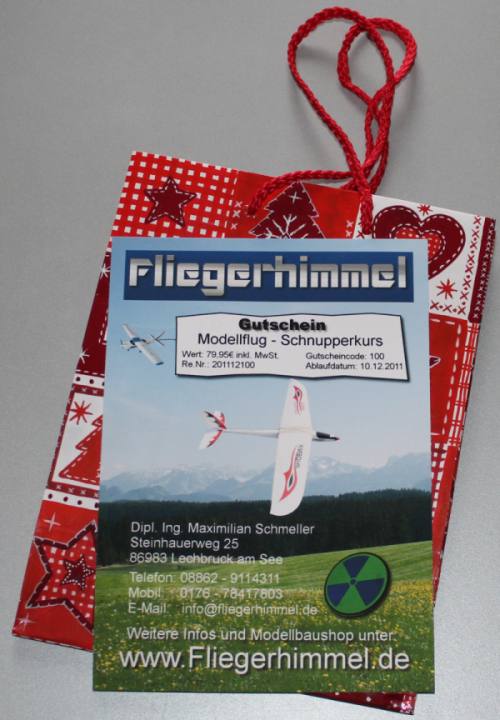 Fliegerhimmel
Gutschein
Modellflug - Schnupperkurs
Wert: 79,95€ inkl. MwSt. Gutscheincode: 100
Re.Nr.: 201112100 Ablaufdatum: 10.12.2011
Dipl. Ing. Maximilian Schmeller
Steinhauerweg 25
86983 Lechbruck am See
Telefon: 08862 - 9114311
Mobil: 0176 - 78417603
E-Mail: info@fliegerhimmel.de
Weitere Infos und Modellbaushop unter:
www.Fliegerhimmel.de